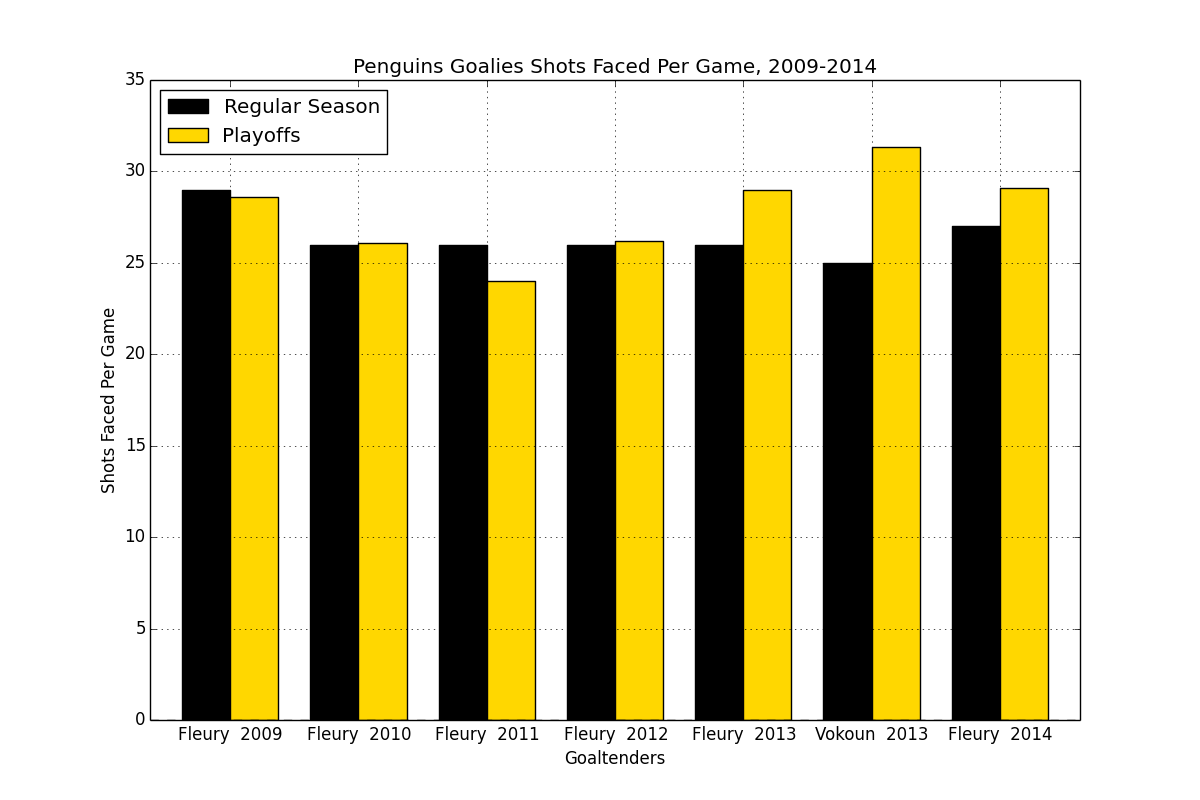 Penguins Goalies Shots Faced Per Game, 2009-2014
Regular Season
Playoffs
35
30
25
20
15
10
5
0
Shots Faced Per Game
Fleury 2009
Fleury 2010
Fleury 2011
Fleury 2012
Fleury 2013
Vokoun 2013
Fleury 2014
Goaltenders